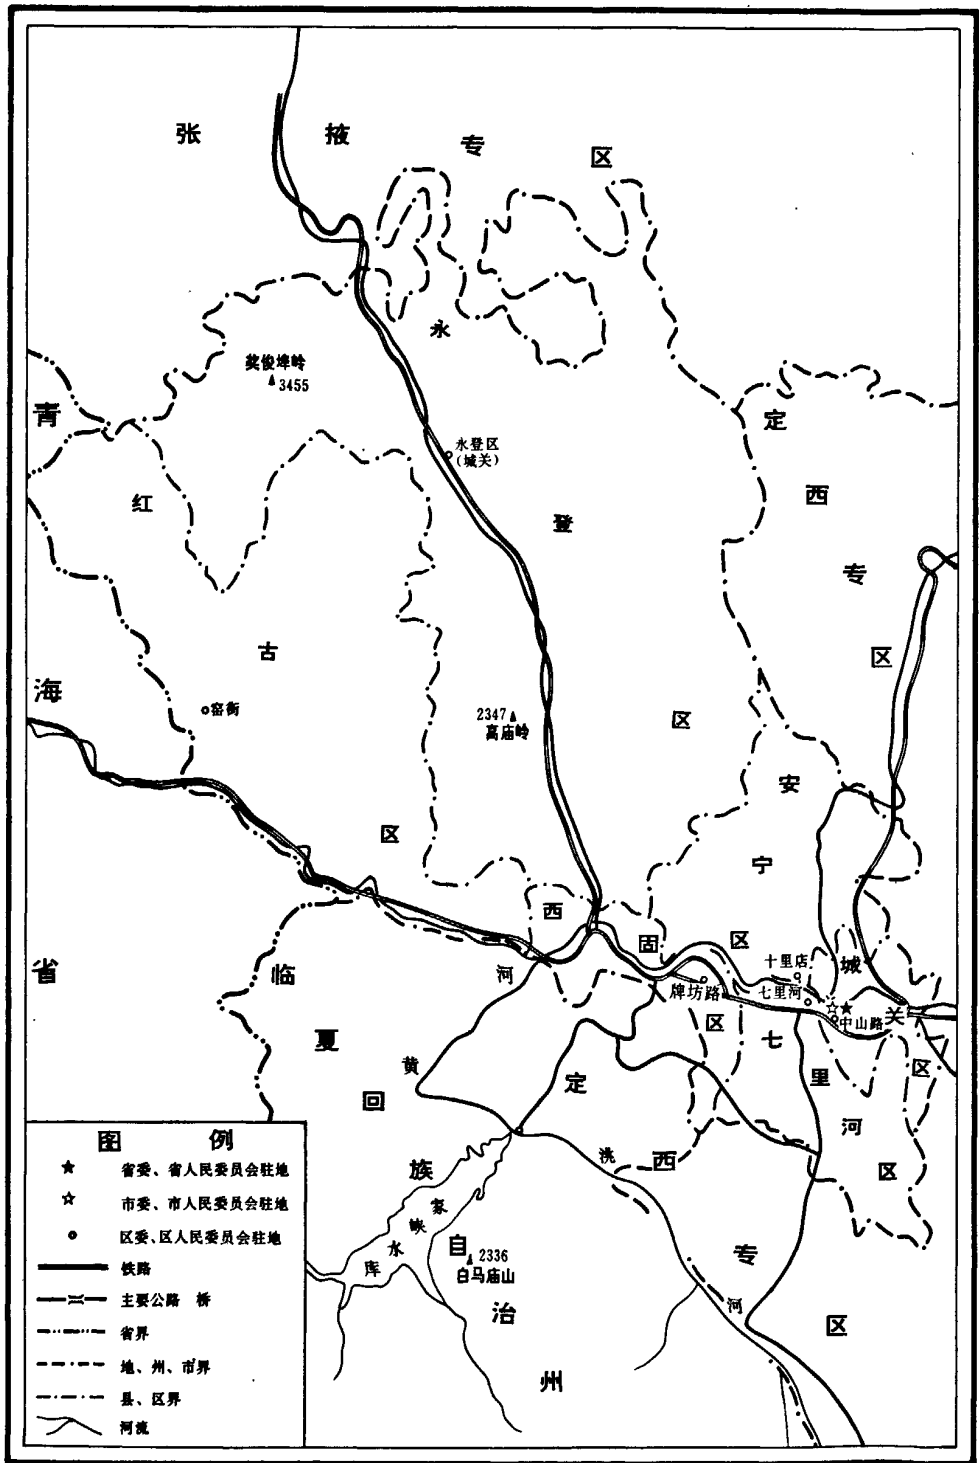 张掖专区
永登区
奖俊埠岭
3455
青海省
定西专区
永登区
(城关)
红古区
窑街
2347
高庙岭
安宁区
西固区
十里店
城关区
牌坊路
七里河
中山路
七里河区
河
黄
临夏回族自治州
定西专区
洮
河
家峡水库
2336
白马庙山
图 例
省委、省人民委员会驻地
市委、市人民委员会驻地
区委、区人民委员会驻地
铁路
主要公路 桥
省界
地、州、市界
县、区界
河流